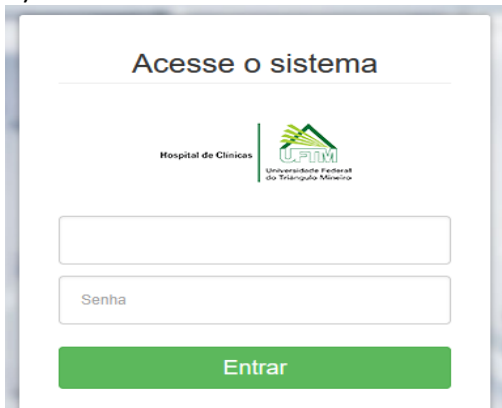 Acesse o sistema
Hospital de Clínicas
UFTM
Universidade Federal
do Triângulo Mineiro
Senha
Entrar